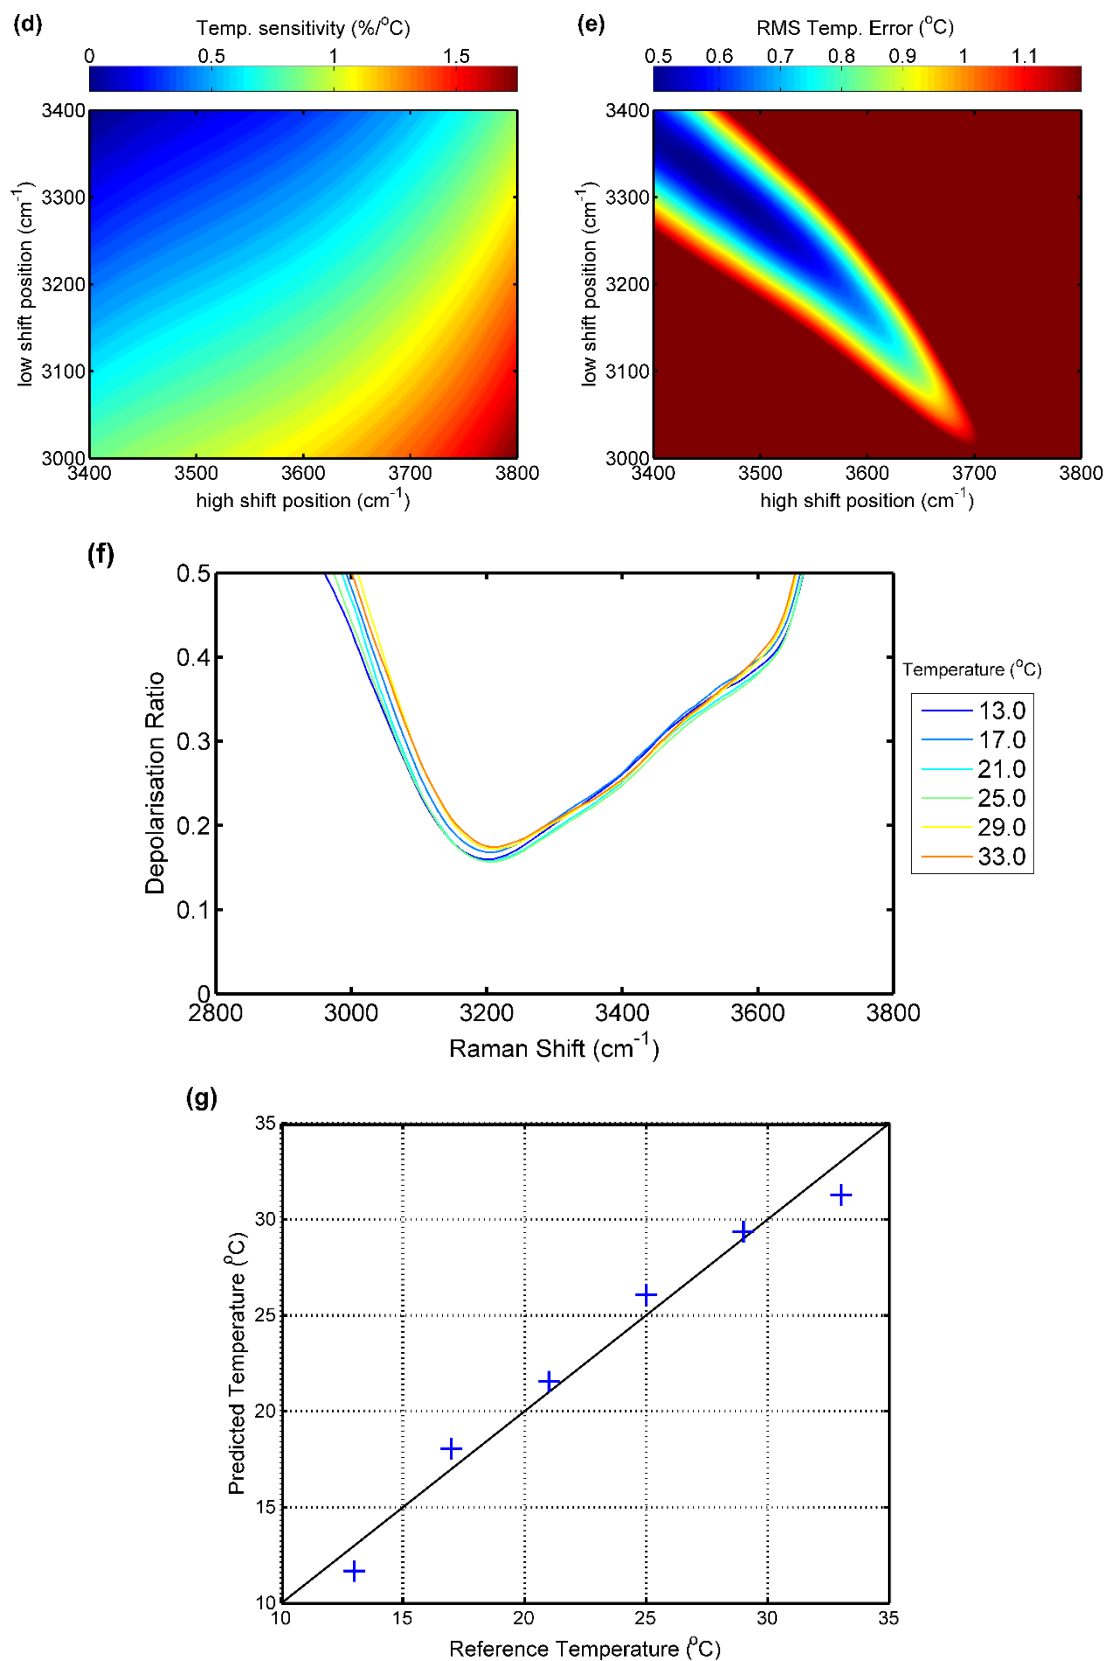 (d) Temp. sensitivity (%/°C)
0 0.5 1 1.5
3400
3300
3200
3100
3000
low shift position (cm⁻¹)
3400 3500 3600 3700 3800
high shift position (cm⁻¹)
(e) RMS Temp. Error (°C)
0.5 0.6 0.7 0.8 0.9 1 1.1
3400
3300
3200
3100
3000
low shift position (cm⁻¹)
3400 3500 3600 3700 3800
high shift position (cm⁻¹)
(f)
0.5
0.4
0.3
0.2
0.1
0
Depolarisation Ratio
2800 3000 3200 3400 3600 3800
Raman Shift (cm⁻¹)
Temperature (°C)
13.0
17.0
21.0
25.0
29.0
33.0
(g)
35
30
25
20
15
10
Predicted Temperature (°C)
10 15 20 25 30 35
Reference Temperature (°C)